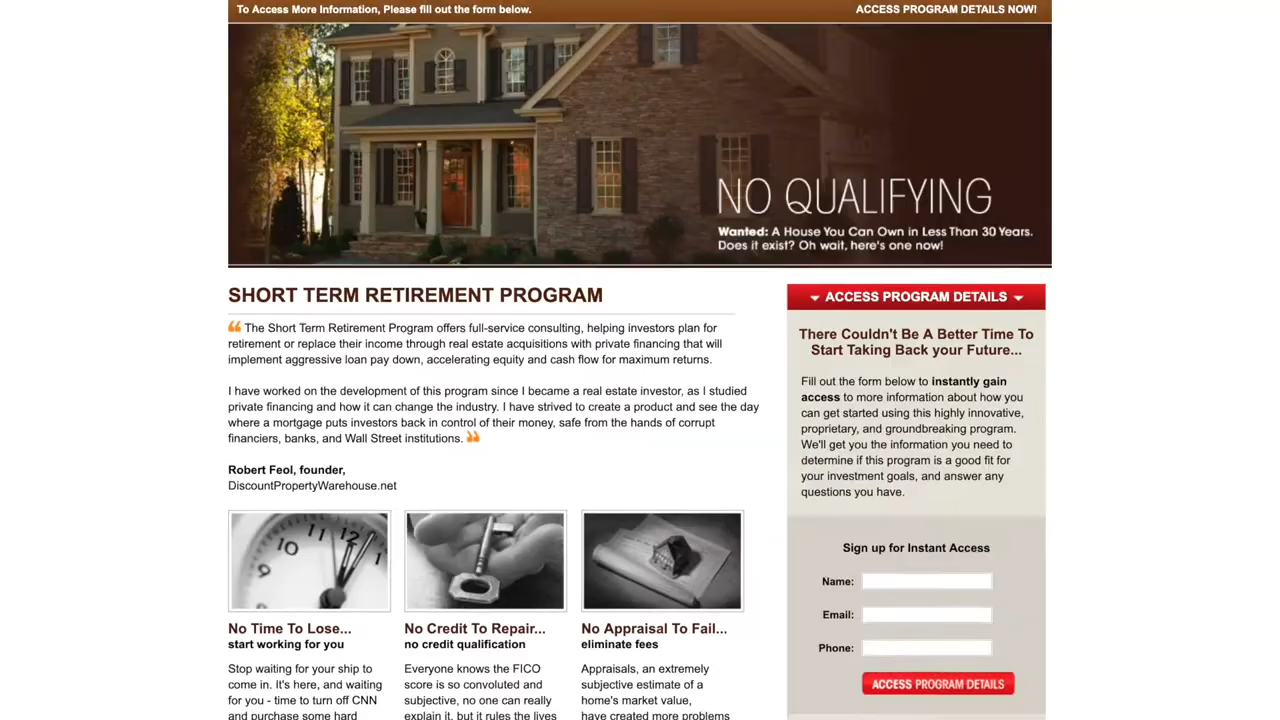 To Access More Information, Please fill out the form below.
ACCESS PROGRAM DETAILS NOW!
NO QUALIFYING
Wanted: A House You Can Own in Less Than 30 Years.
Does it exist? Oh wait, here's one now!
SHORT TERM RETIREMENT PROGRAM
The Short Term Retirement Program offers full-service consulting, helping investors plan for
retirement or replace their income through real estate acquisitions with private financing that will
implement aggressive loan pay down, accelerating equity and cash flow for maximum returns.
I have worked on the development of this program since I became a real estate investor, as I studied
private financing and how it can change the industry. I have strived to create a product and see the day
where a mortgage puts investors back in control of their money, safe from the hands of corrupt
financiers, banks, and Wall Street institutions.
Robert Feol, founder,
DiscountPropertyWarehouse.net
10 11 12 1
9
No Time To Lose...
start working for you
Stop waiting for your ship to
come in. It's here, and waiting
for you - time to turn off CNN
and purchase some hard
No Credit To Repair...
no credit qualification
Everyone knows the FICO
score is so convoluted and
subjective, no one can really
explain it, but it rules the lives
No Appraisal To Fail...
eliminate fees
Appraisals, an extremely
subjective estimate of a
home's market value,
have created more problems
ACCESS PROGRAM DETAILS
There Couldn't Be A Better Time To
Start Taking Back your Future...
Fill out the form below to instantly gain
access to more information about how you
can get started using this highly innovative,
proprietary, and groundbreaking program.
We'll get you the information you need to
determine if this program is a good fit for
your investment goals, and answer any
questions you have.
Sign up for Instant Access
Name:
Email:
Phone:
ACCESS PROGRAM DETAILS